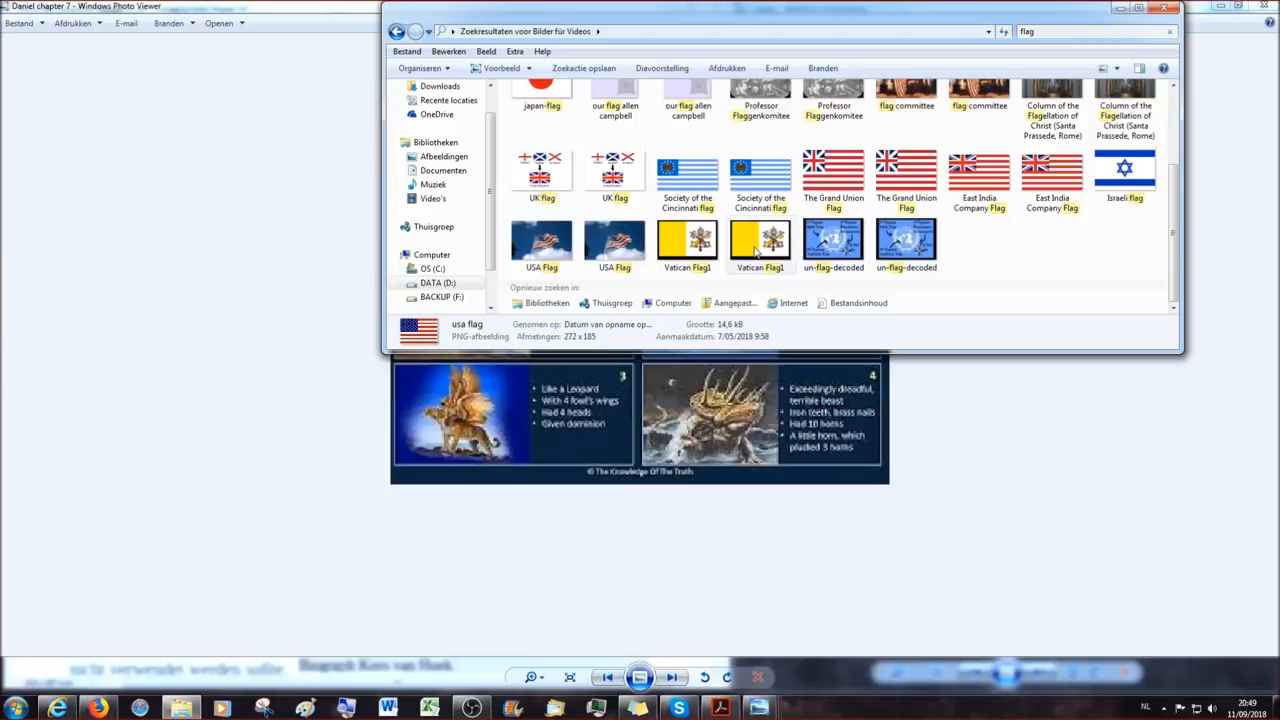 Daniel chapter 7 - Windows Photo Viewer
Bestand Afdrukken E-mail Branden Openen
Zoekresultaten voor Bilder für Videos
flag
Bestand Bewerken Beeld Extra Help
Organiseren Voorbeeld Zoekactie opslaan Diavoorstelling Afdrukken E-mail Branden
Downloads
Recente locaties
OneDrive
Bibliotheken
Afbeeldingen
Documenten
Muziek
Video's
Thuisgroep
Computer
OS (C:)
DATA (D:)
BACKUP (F:)
japan-flag
our flag allen campbell
our flag allen campbell
Professor Flaggenkomitee
Professor Flaggenkomitee
flag committee
flag committee
Column of the Flagellation of Christ (Santa Prassede, Rome)
Column of the Flagellation of Christ (Santa Prassede, Rome)
UK flag
UK flag
Society of the Cincinnati flag
Society of the Cincinnati flag
The Grand Union Flag
The Grand Union Flag
East India Company Flag
East India Company Flag
Israeli flag
USA Flag
USA Flag
Vatican Flag1
Vatican Flag1
un-flag-decoded
un-flag-decoded
Opnieuw zoeken in:
Bibliotheken Thuisgroep Computer Aangepast... Internet Bestandsinhoud
usa flag Genomen op: Datum van opname op... Grootte: 14,6 kB
PNG-afbeelding Afmetingen: 272 x 185 Aanmaakdatum: 7/05/2018 9:58
3
• Like a Leopard
• With 4 fowl's wings
• Had 4 heads
• Given dominion
4
• Exceedingly dreadful,
terrible beast
• Iron teeth, brass nails
• Had 10 horns
• A little horn, which
plucked 3 horns
© The Knowledge Of The Truth
nicht verwendet werden sollte
Biograph Kees van Hoek
NL
20:49
11/09/2018